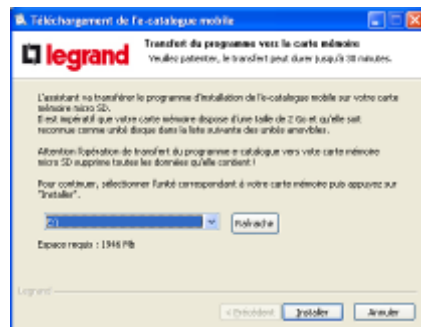 Téléchargement de l'e-catalogue mobile
legrand
Transfert du programme vers la carte mémoire
Veuillez patienter, le transfert peut durer jusqu'à 30 minutes.
L'assistant va transférer le programme d'installation de l'e-catalogue mobile sur votre carte
mémoire micro SD.
Il est impératif que votre carte mémoire dispose d'une taille de 2 Go et qu'elle soit
reconnue comme unité disque dans la liste suivante des unités amovibles.
Attention l'opération de transfert du programme e-catalogue vers votre carte mémoire
micro SD supprime toutes les données qu'elle contient !
Pour continuer, sélectionner l'unité correspondant à votre carte mémoire puis appuyez sur
"Installer".
Rafraichir
Espace requis : 1946 Mb
Legrand
< Précédent
Installer
Annuler